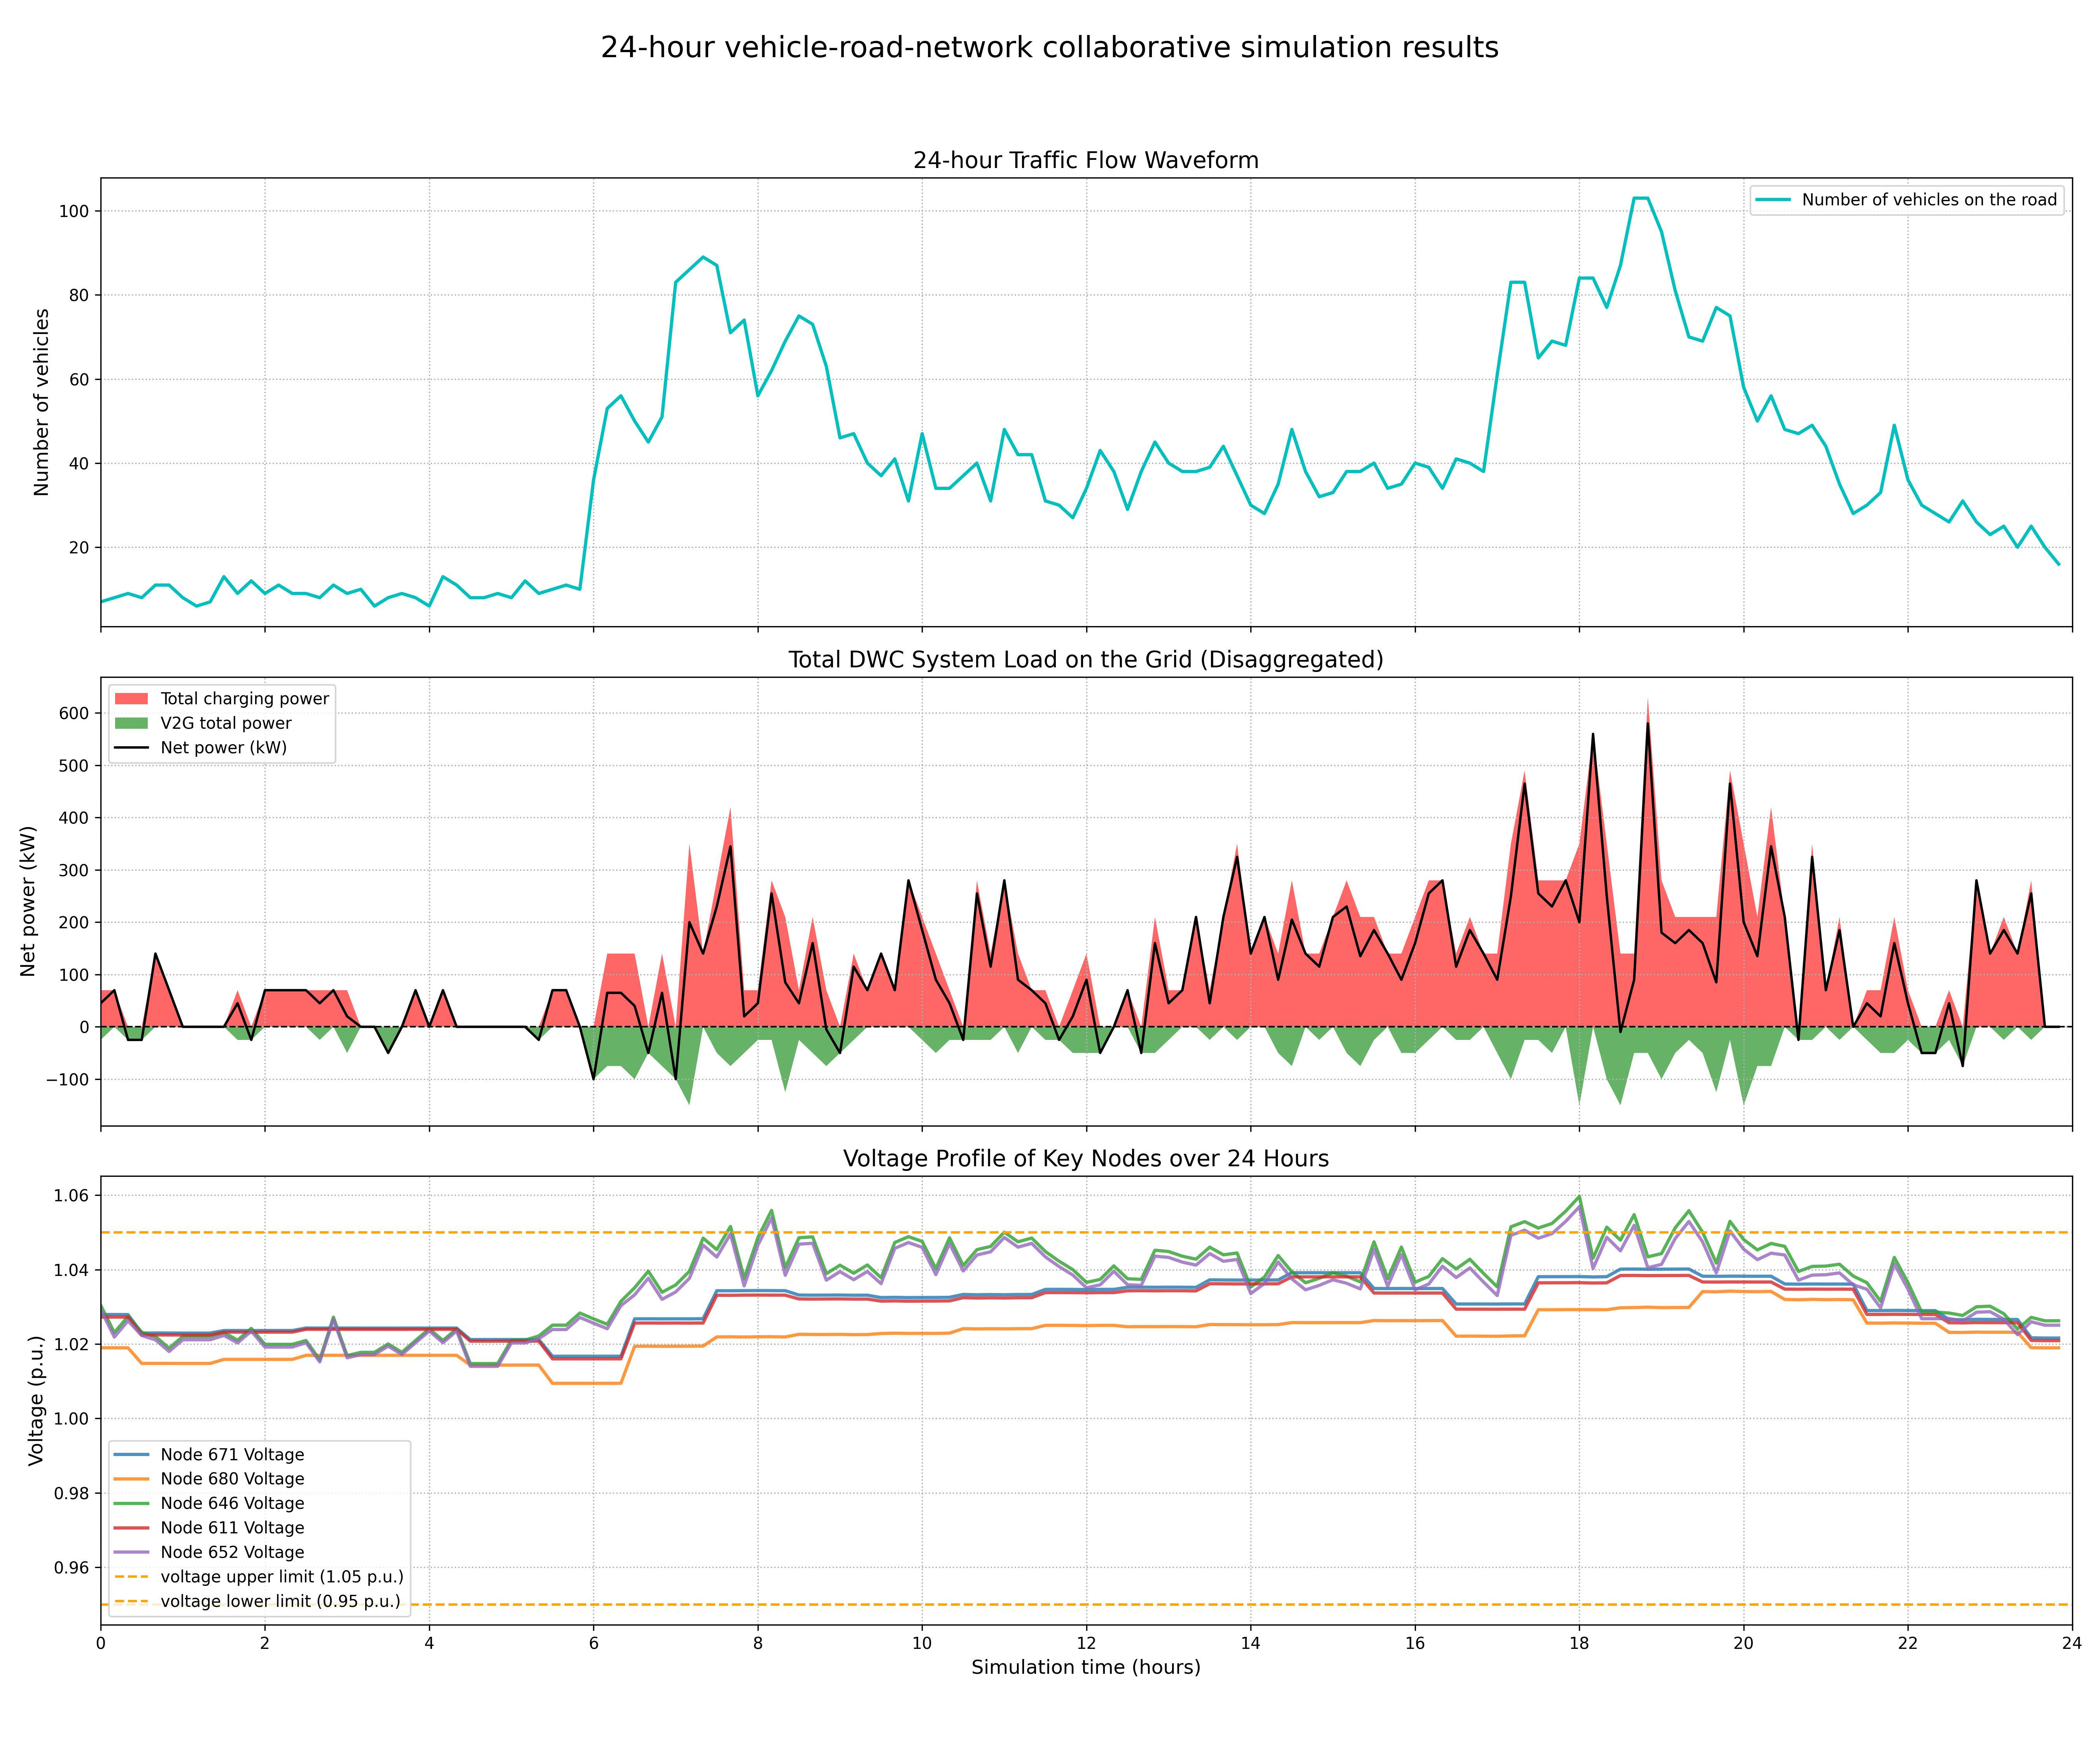 24-hour vehicle-road-network collaborative simulation results
24-hour Traffic Flow Waveform
Number of vehicles
100
80
60
40
20
Number of vehicles on the road
Total DWC System Load on the Grid (Disaggregated)
Net power (kW)
600
500
400
300
200
100
0
−100
Total charging power
V2G total power
Net power (kW)
Voltage Profile of Key Nodes over 24 Hours
Voltage (p.u.)
1.06
1.04
1.02
1.00
0.98
0.96
Node 671 Voltage
Node 680 Voltage
Node 646 Voltage
Node 611 Voltage
Node 652 Voltage
voltage upper limit (1.05 p.u.)
voltage lower limit (0.95 p.u.)
0 2 4 6 8 10 12 14 16 18 20 22 24
Simulation time (hours)